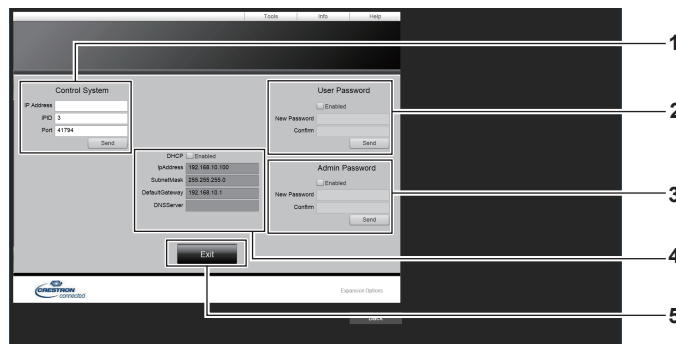 Tools Info Help
1
Control System
IP Address
IPID 3
Port 41794
Send
User Password
Enabled
New Password
Confirm
Send
2
DHCP Enabled
IpAddress 192.168.10.100
SubnetMask 255.255.255.0
DefaultGateway 192.168.10.1
DNSServer
Admin Password
Enabled
New Password
Confirm
Send
3
4
Exit
CRESTRON
connected
Expansion Options
5
Back